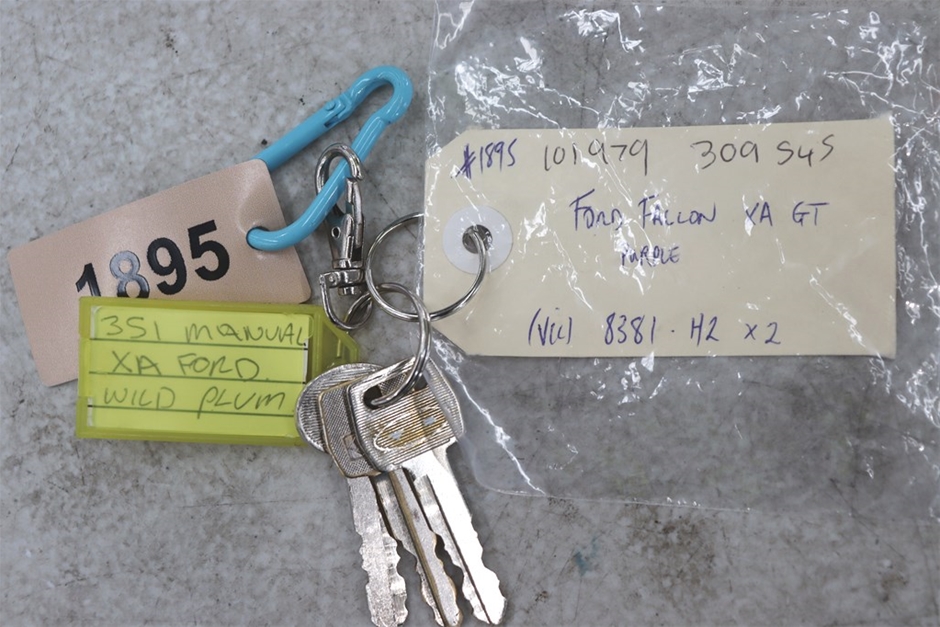 1895
351 MANUAL
XA FORD
WILD PLUM
#1895 101979 309 S4S
FORD FALCON XA GT
PURPLE
(VIC) 8381·H2 x2